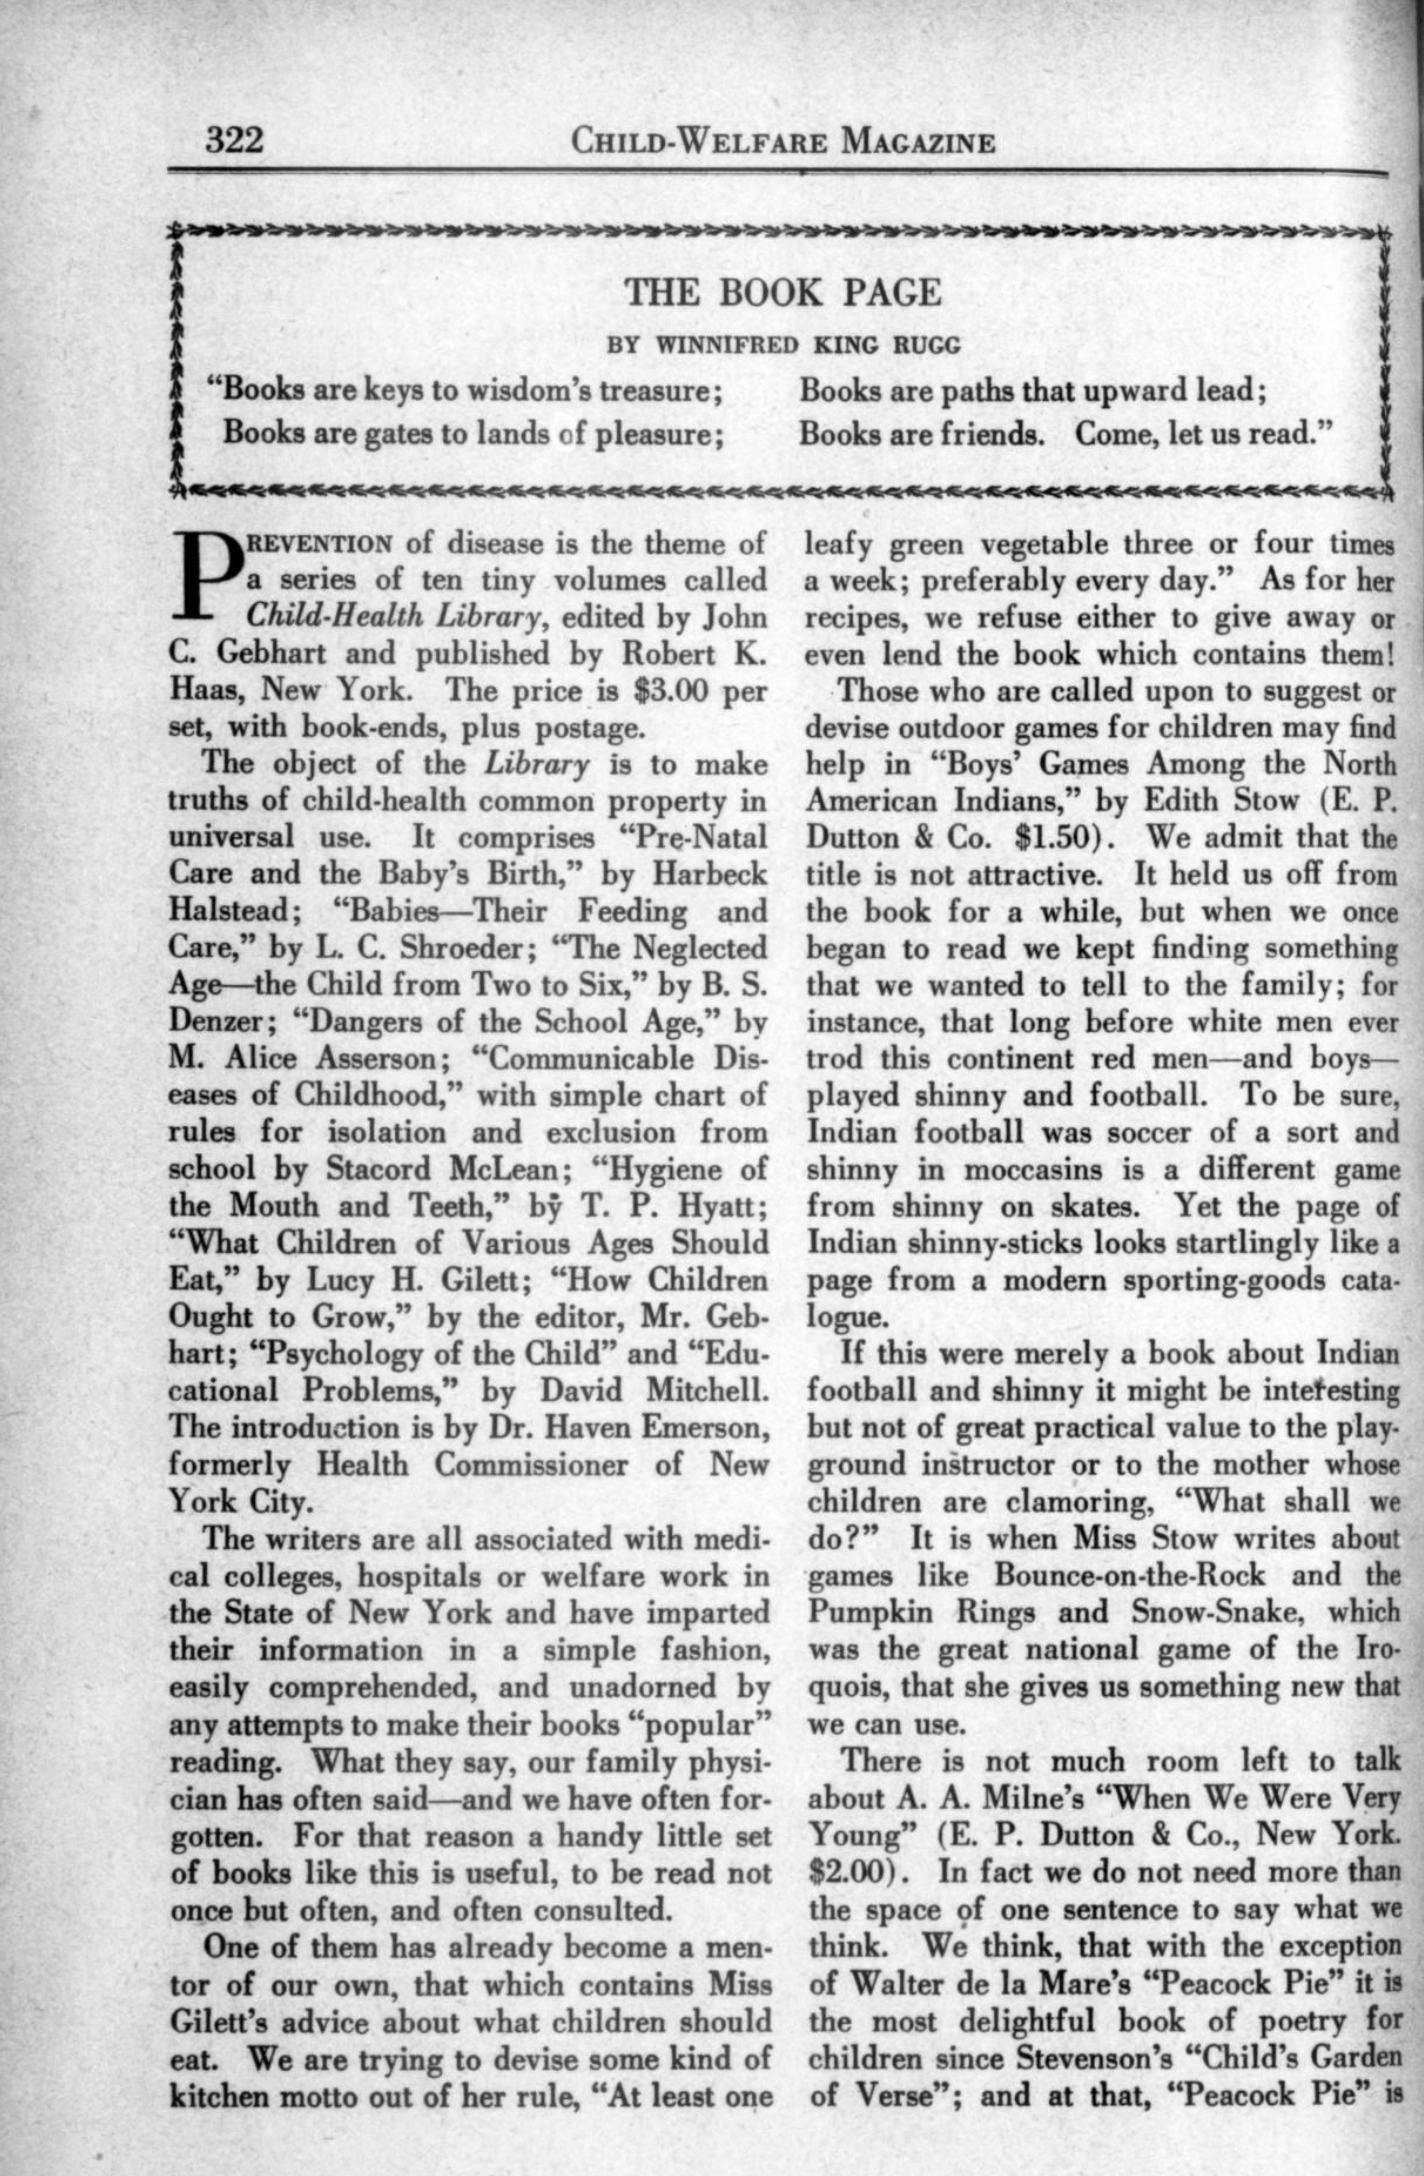 322
CHILD-WELFARE MAGAZINE
THE BOOK PAGE
BY WINNIFRED KING RUGG
“Books are keys to wisdom’s treasure;
Books are gates to lands of pleasure;
Books are paths that upward lead;
Books are friends. Come, let us read.”
PREVENTION of disease is the theme of
a series of ten tiny volumes called
Child-Health Library, edited by John
C. Gebhart and published by Robert K.
Haas, New York. The price is $3.00 per
set, with book-ends, plus postage.
The object of the Library is to make
truths of child-health common property in
universal use. It comprises “Pre-Natal
Care and the Baby’s Birth,” by Harbeck
Halstead; “Babies—Their Feeding and
Care,” by L. C. Shroeder; “The Neglected
Age—the Child from Two to Six,” by B. S.
Denzer; “Dangers of the School Age,” by
M. Alice Asserson; “Communicable Dis-
eases of Childhood,” with simple chart of
rules for isolation and exclusion from
school by Stacord McLean; “Hygiene of
the Mouth and Teeth,” by T. P. Hyatt;
“What Children of Various Ages Should
Eat,” by Lucy H. Gilett; “How Children
Ought to Grow,” by the editor, Mr. Geb-
hart; “Psychology of the Child” and “Edu-
cational Problems,” by David Mitchell.
The introduction is by Dr. Haven Emerson,
formerly Health Commissioner of New
York City.
The writers are all associated with medi-
cal colleges, hospitals or welfare work in
the State of New York and have imparted
their information in a simple fashion,
easily comprehended, and unadorned by
any attempts to make their books “popular”
reading. What they say, our family physi-
cian has often said—and we have often for-
gotten. For that reason a handy little set
of books like this is useful, to be read not
once but often, and often consulted.
One of them has already become a men-
tor of our own, that which contains Miss
Gilett’s advice about what children should
eat. We are trying to devise some kind of
kitchen motto out of her rule, “At least one
leafy green vegetable three or four times
a week; preferably every day.” As for her
recipes, we refuse either to give away or
even lend the book which contains them!
Those who are called upon to suggest or
devise outdoor games for children may find
help in “Boys’ Games Among the North
American Indians,” by Edith Stow (E. P.
Dutton & Co. $1.50). We admit that the
title is not attractive. It held us off from
the book for a while, but when we once
began to read we kept finding something
that we wanted to tell to the family; for
instance, that long before white men ever
trod this continent red men—and boys—
played shinny and football. To be sure,
Indian football was soccer of a sort and
shinny in moccasins is a different game
from shinny on skates. Yet the page of
Indian shinny-sticks looks startlingly like a
page from a modern sporting-goods cata-
logue.
If this were merely a book about Indian
football and shinny it might be interesting
but not of great practical value to the play-
ground instructor or to the mother whose
children are clamoring, “What shall we
do?” It is when Miss Stow writes about
games like Bounce-on-the-Rock and the
Pumpkin Rings and Snow-Snake, which
was the great national game of the Iro-
quois, that she gives us something new that
we can use.
There is not much room left to talk
about A. A. Milne’s “When We Were Very
Young” (E. P. Dutton & Co., New York.
$2.00). In fact we do not need more than
the space of one sentence to say what we
think. We think, that with the exception
of Walter de la Mare’s “Peacock Pie” it is
the most delightful book of poetry for
children since Stevenson’s “Child’s Garden
of Verse”; and at that, “Peacock Pie” is